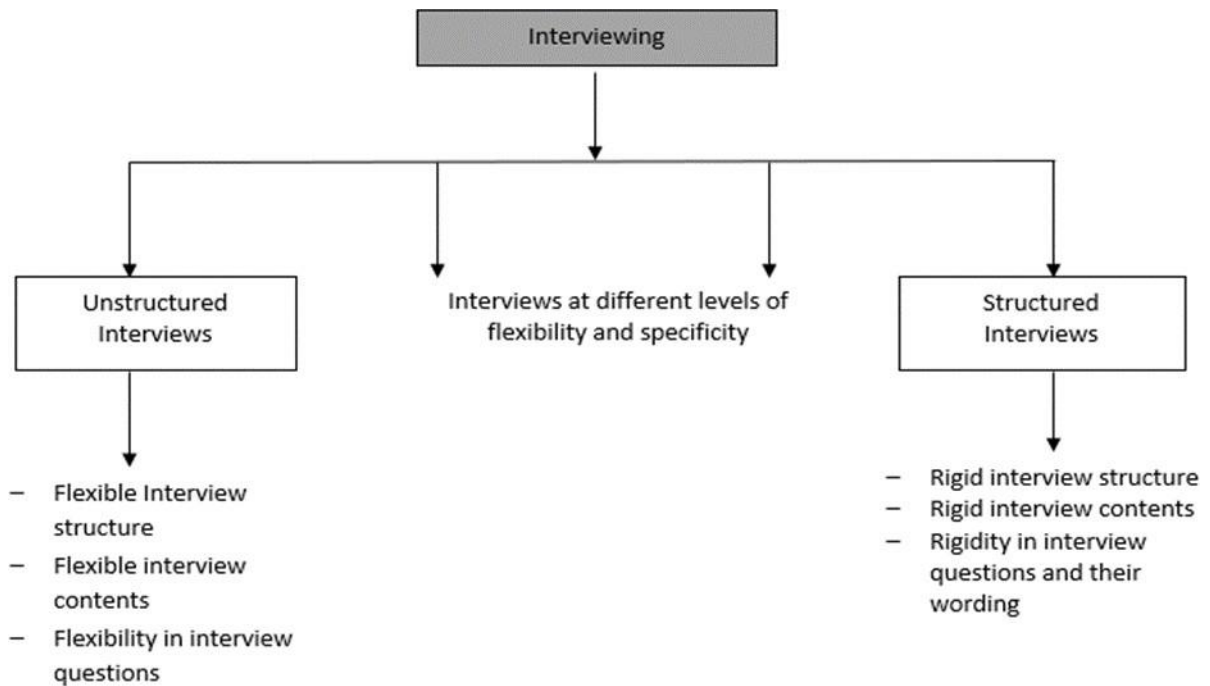 Interviewing
Unstructured
Interviews
Interviews at different levels of
flexibility and specificity
Structured
Interviews
– Flexible Interview
structure
– Flexible interview
contents
– Flexibility in interview
questions
– Rigid interview structure
– Rigid interview contents
– Rigidity in interview
questions and their
wording